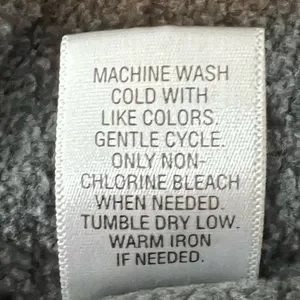 MACHINE WASH
COLD WITH
LIKE COLORS.
GENTLE CYCLE.
ONLY NON-
CHLORINE BLEACH
WHEN NEEDED.
TUMBLE DRY LOW.
WARM IRON
IF NEEDED.